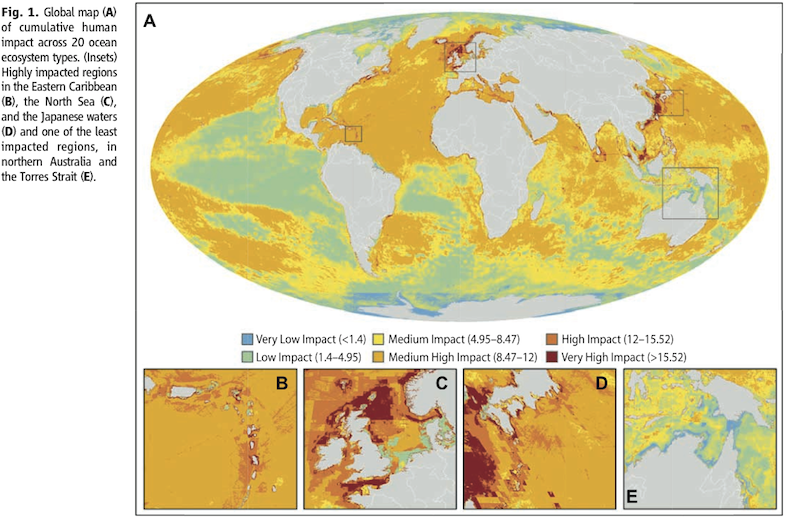 Fig. 1. Global map (A)
of cumulative human
impact across 20 ocean
ecosystem types. (Insets)
Highly impacted regions
in the Eastern Caribbean
(B), the North Sea (C),
and the Japanese waters
(D) and one of the least
impacted regions, in
northern Australia and
the Torres Strait (E).
A
Very Low Impact (<1.4) Medium Impact (4.95–8.47) High Impact (12–15.52)
Low Impact (1.4–4.95) Medium High Impact (8.47–12) Very High Impact (>15.52)
B
C
D
E